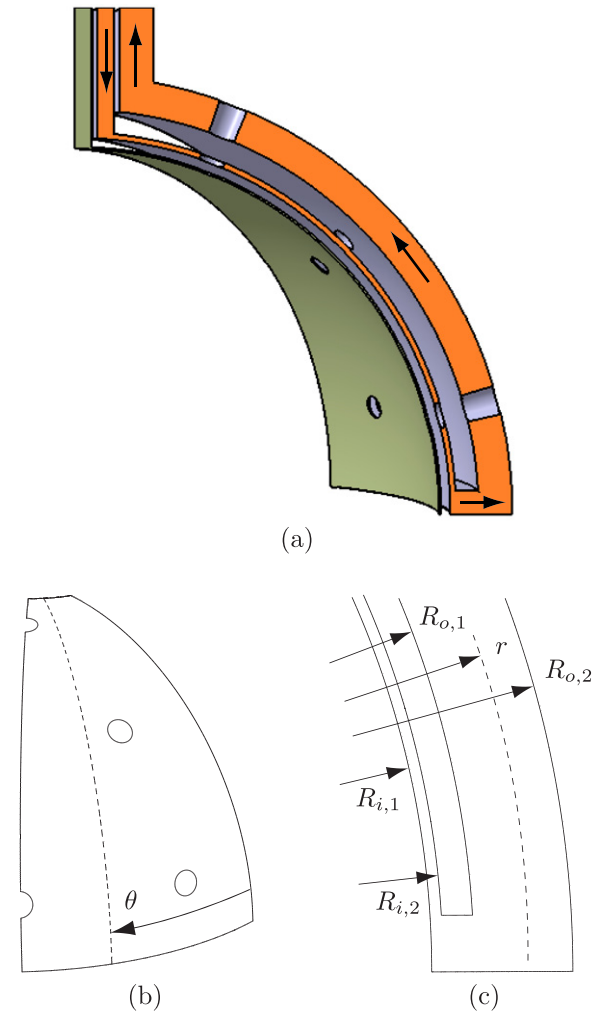 (a)
R_{o,1}
r
R_{o,2}
R_{i,1}
θ
R_{i,2}
(b)
(c)